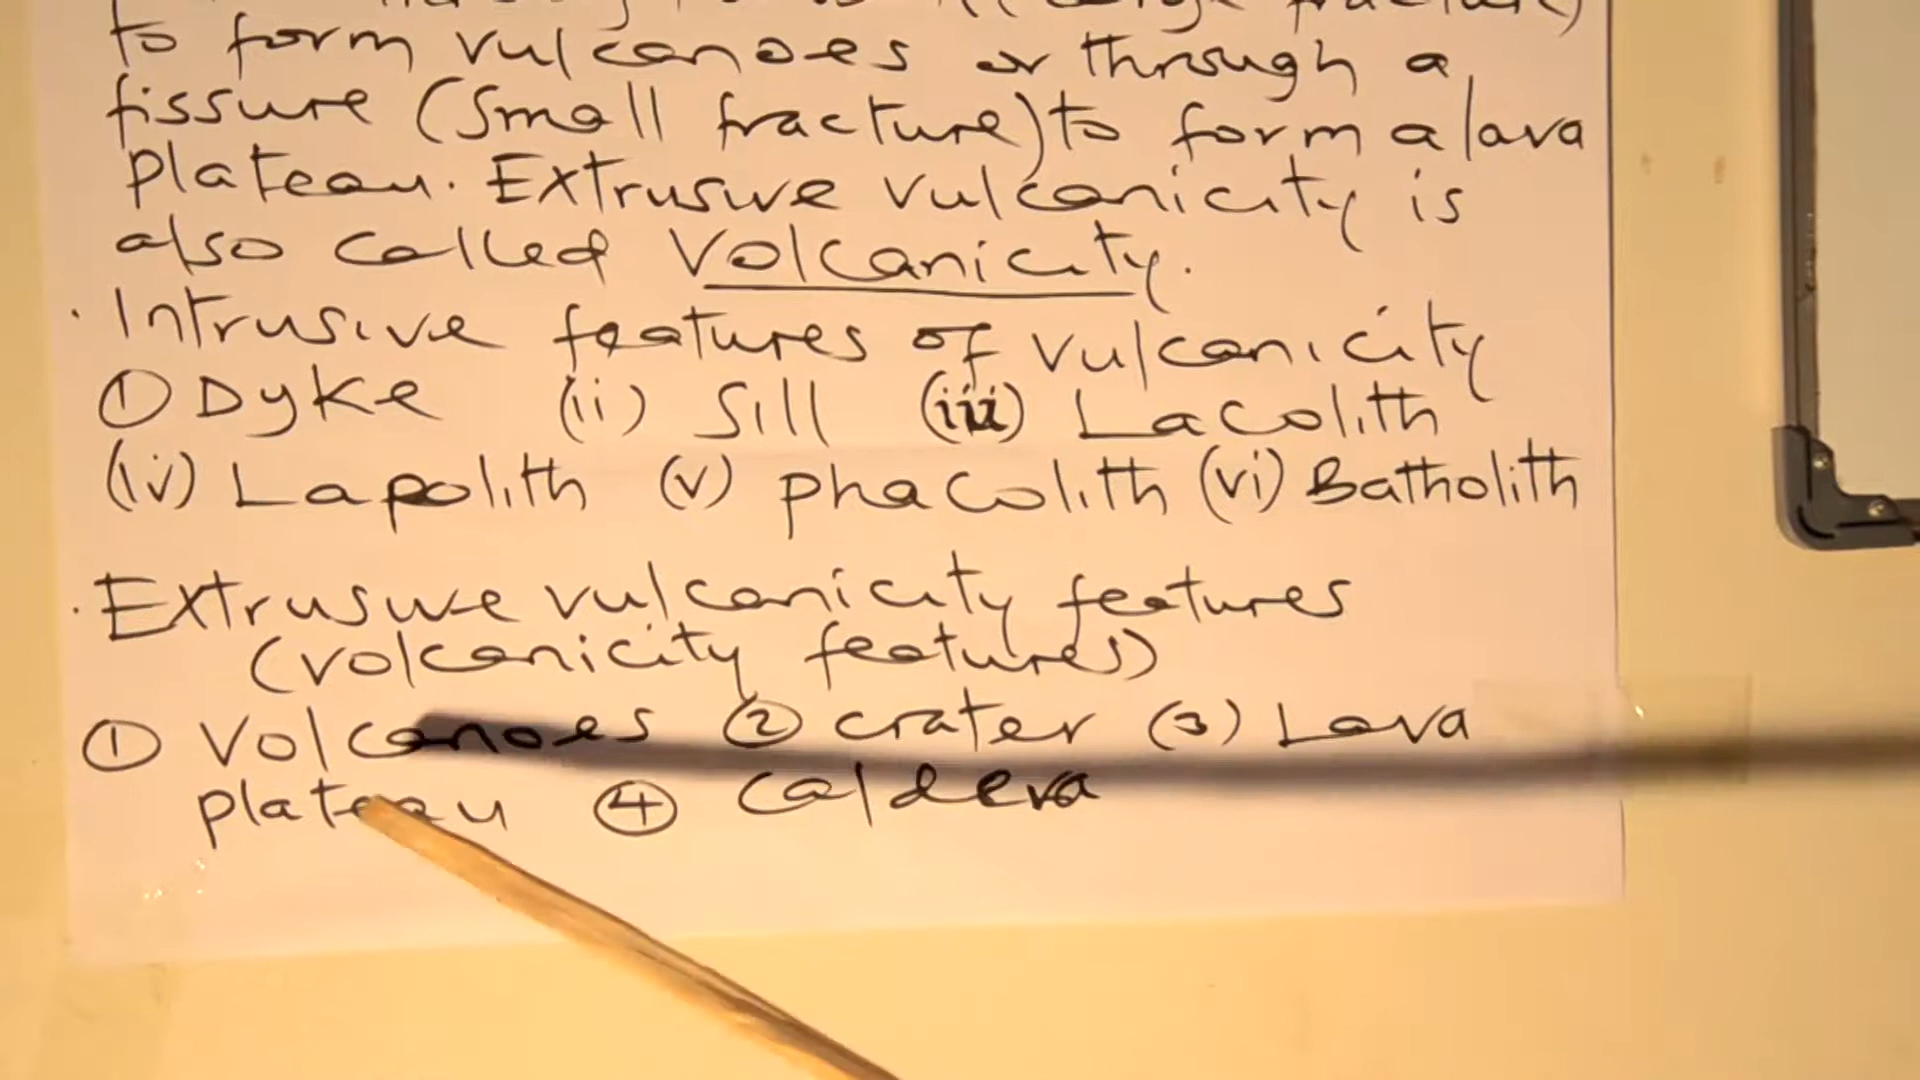 to form vulcanoes or through a
fissure (Small fracture) to form a lava
plateau. Extrusive vulcanicity is
also called Volcanicity.
· Intrusive features of vulcanicity
① Dyke (ii) Sill (iii) Lacolith
(iv) Lapolith (v) phacolith (vi) Batholith
· Extrusive vulcanicity features
(volcanicity features)
① Volcanoes ② crater (3) Lava
plateau ④ Caldera